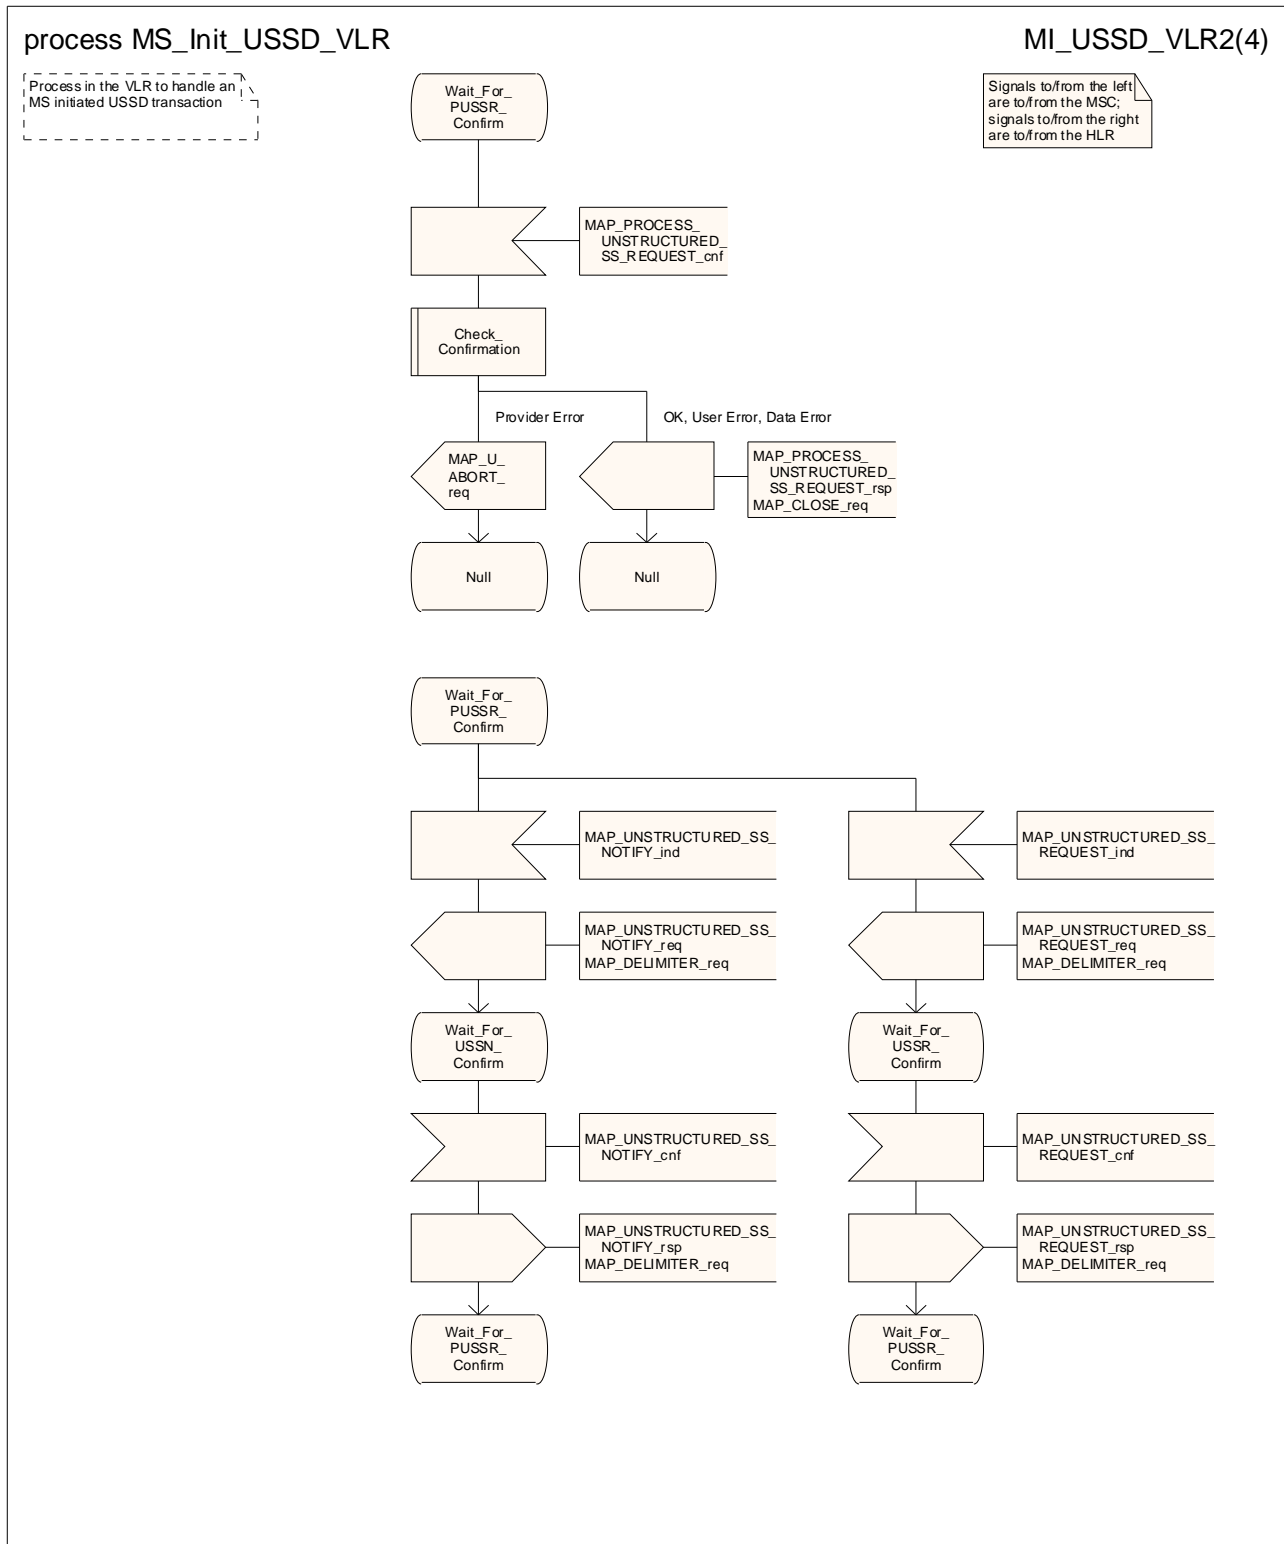 process MS_Init_USSD_VLR
MI_USSD_VLR2(4)
Process in the VLR to handle an
MS initiated USSD transaction
Wait_For_
PUSSR_
Confirm
Signals to/from the left
are to/from the MSC;
signals to/from the right
are to/from the HLR
MAP_PROCESS_
UNSTRUCTURED_
SS_REQUEST_cnf
Check_
Confirmation
Provider Error
OK, User Error, Data Error
MAP_U_
ABORT_
req
MAP_PROCESS_
UNSTRUCTURED_
SS_REQUEST_rsp
MAP_CLOSE_req
Null
Null
Wait_For_
PUSSR_
Confirm
MAP_UNSTRUCTURED_SS_
NOTIFY_ind
MAP_UNSTRUCTURED_SS_
REQUEST_ind
MAP_UNSTRUCTURED_SS_
NOTIFY_req
MAP_DELIMITER_req
MAP_UNSTRUCTURED_SS_
REQUEST_req
MAP_DELIMITER_req
Wait_For_
USSN_
Confirm
Wait_For_
USSR_
Confirm
MAP_UNSTRUCTURED_SS_
NOTIFY_cnf
MAP_UNSTRUCTURED_SS_
REQUEST_cnf
MAP_UNSTRUCTURED_SS_
NOTIFY_rsp
MAP_DELIMITER_req
MAP_UNSTRUCTURED_SS_
REQUEST_rsp
MAP_DELIMITER_req
Wait_For_
PUSSR_
Confirm
Wait_For_
PUSSR_
Confirm